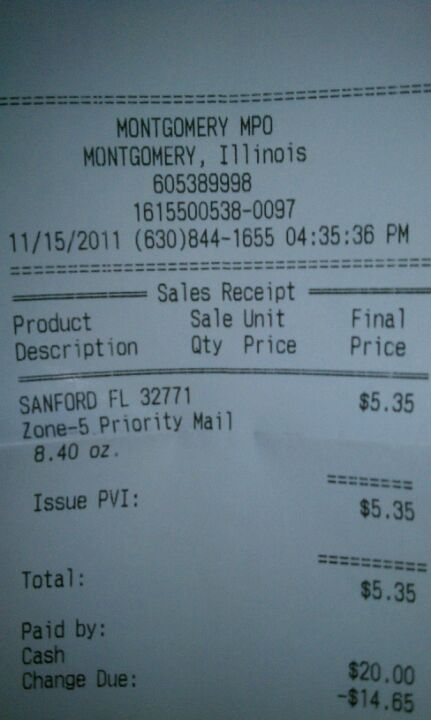 ==============================
MONTGOMERY MPO
MONTGOMERY, Illinois
605389998
1615500538-0097
11/15/2011 (630)844-1655 04:35:36 PM
==============================
Sales Receipt
Product Sale Unit Final
Description Qty Price Price
SANFORD FL 32771 $5.35
Zone-5 Priority Mail
8.40 oz.
========
Issue PVI: $5.35
==========
Total: $5.35
Paid by:
Cash $20.00
Change Due: -$14.65